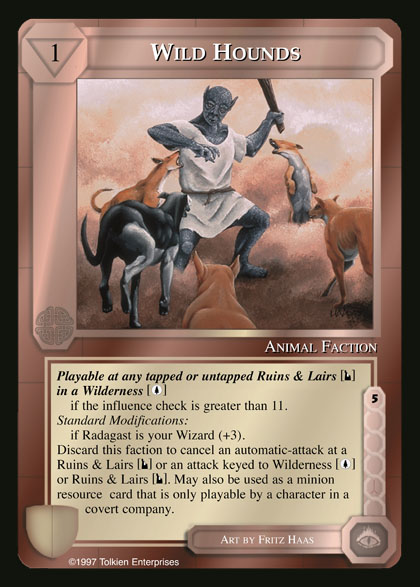 1
WILD HOUNDS
ANIMAL FACTION
Playable at any tapped or untapped Ruins & Lairs []
in a Wilderness []
if the influence check is greater than 11.
Standard Modifications:
if Radagast is your Wizard (+3).
Discard this faction to cancel an automatic-attack at a
Ruins & Lairs [] or an attack keyed to Wilderness []
or Ruins & Lairs []. May also be used as a minion
resource card that is only playable by a character in a
covert company.
5
ART BY FRITZ HAAS
©1997 Tolkien Enterprises